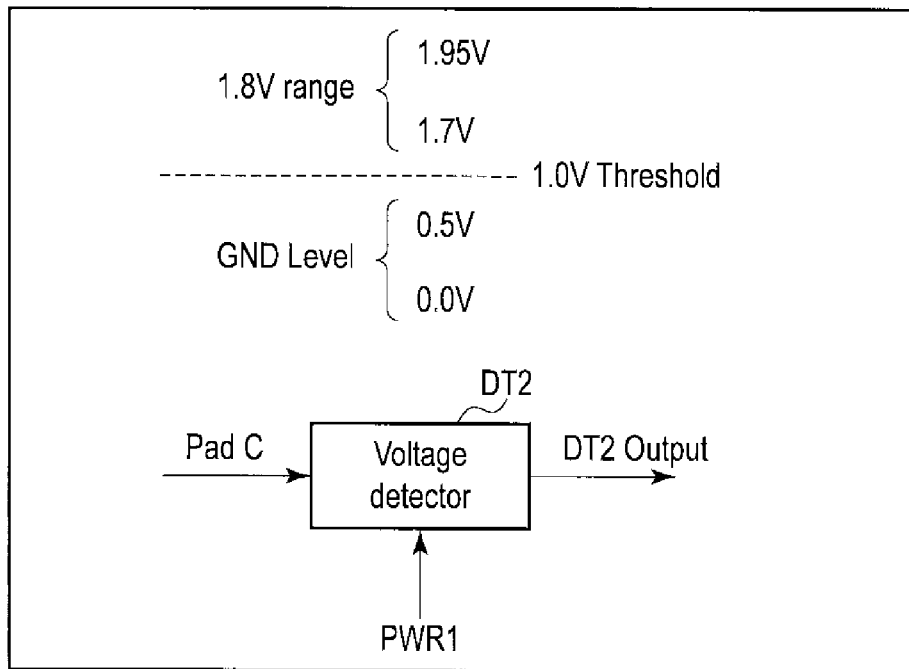 1.95V
1.8V range
1.7V
1.0V Threshold
0.5V
GND Level
0.0V
DT2
Pad C
Voltage
detector
DT2 Output
PWR1